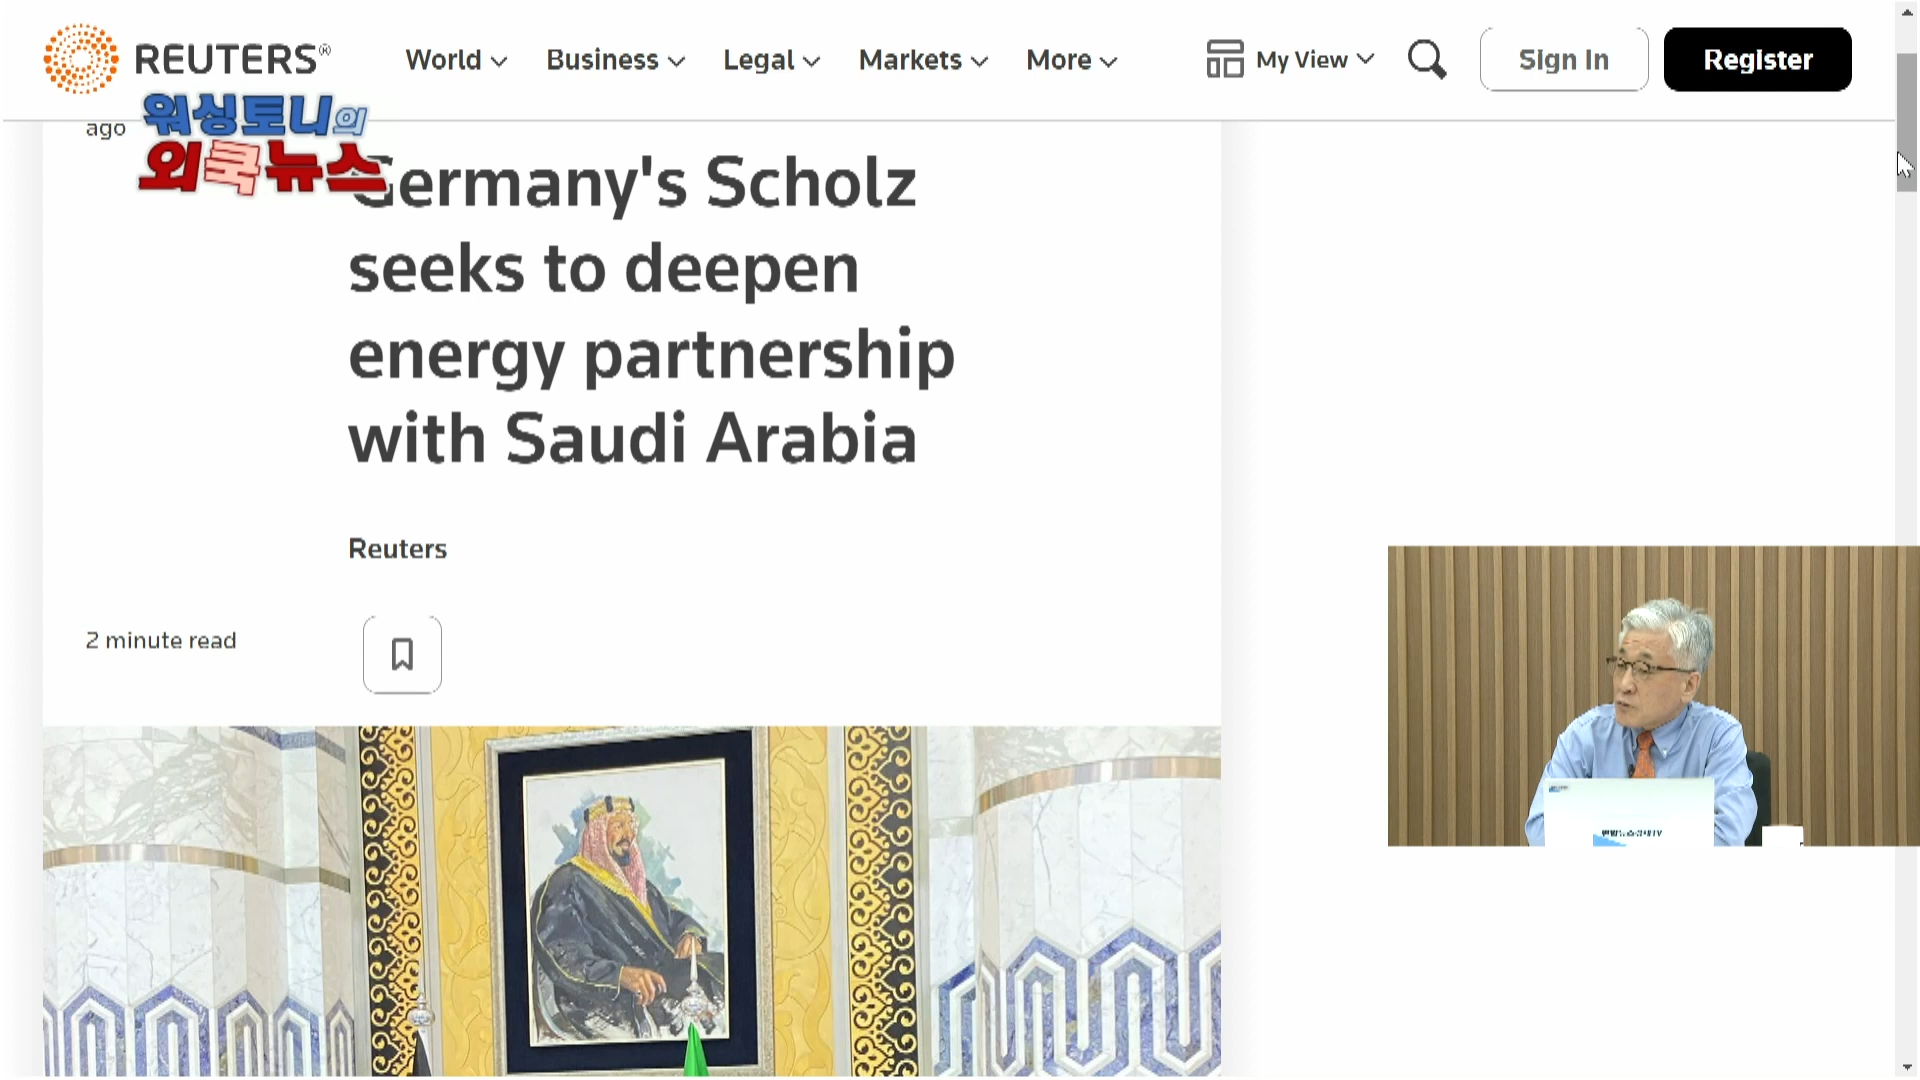 REUTERS®
World
Business
Legal
Markets
More
My View
Sign In
Register
ago
워싱토니의
외쿡뉴스
Germany's Scholz
seeks to deepen
energy partnership
with Saudi Arabia
Reuters
2 minute read